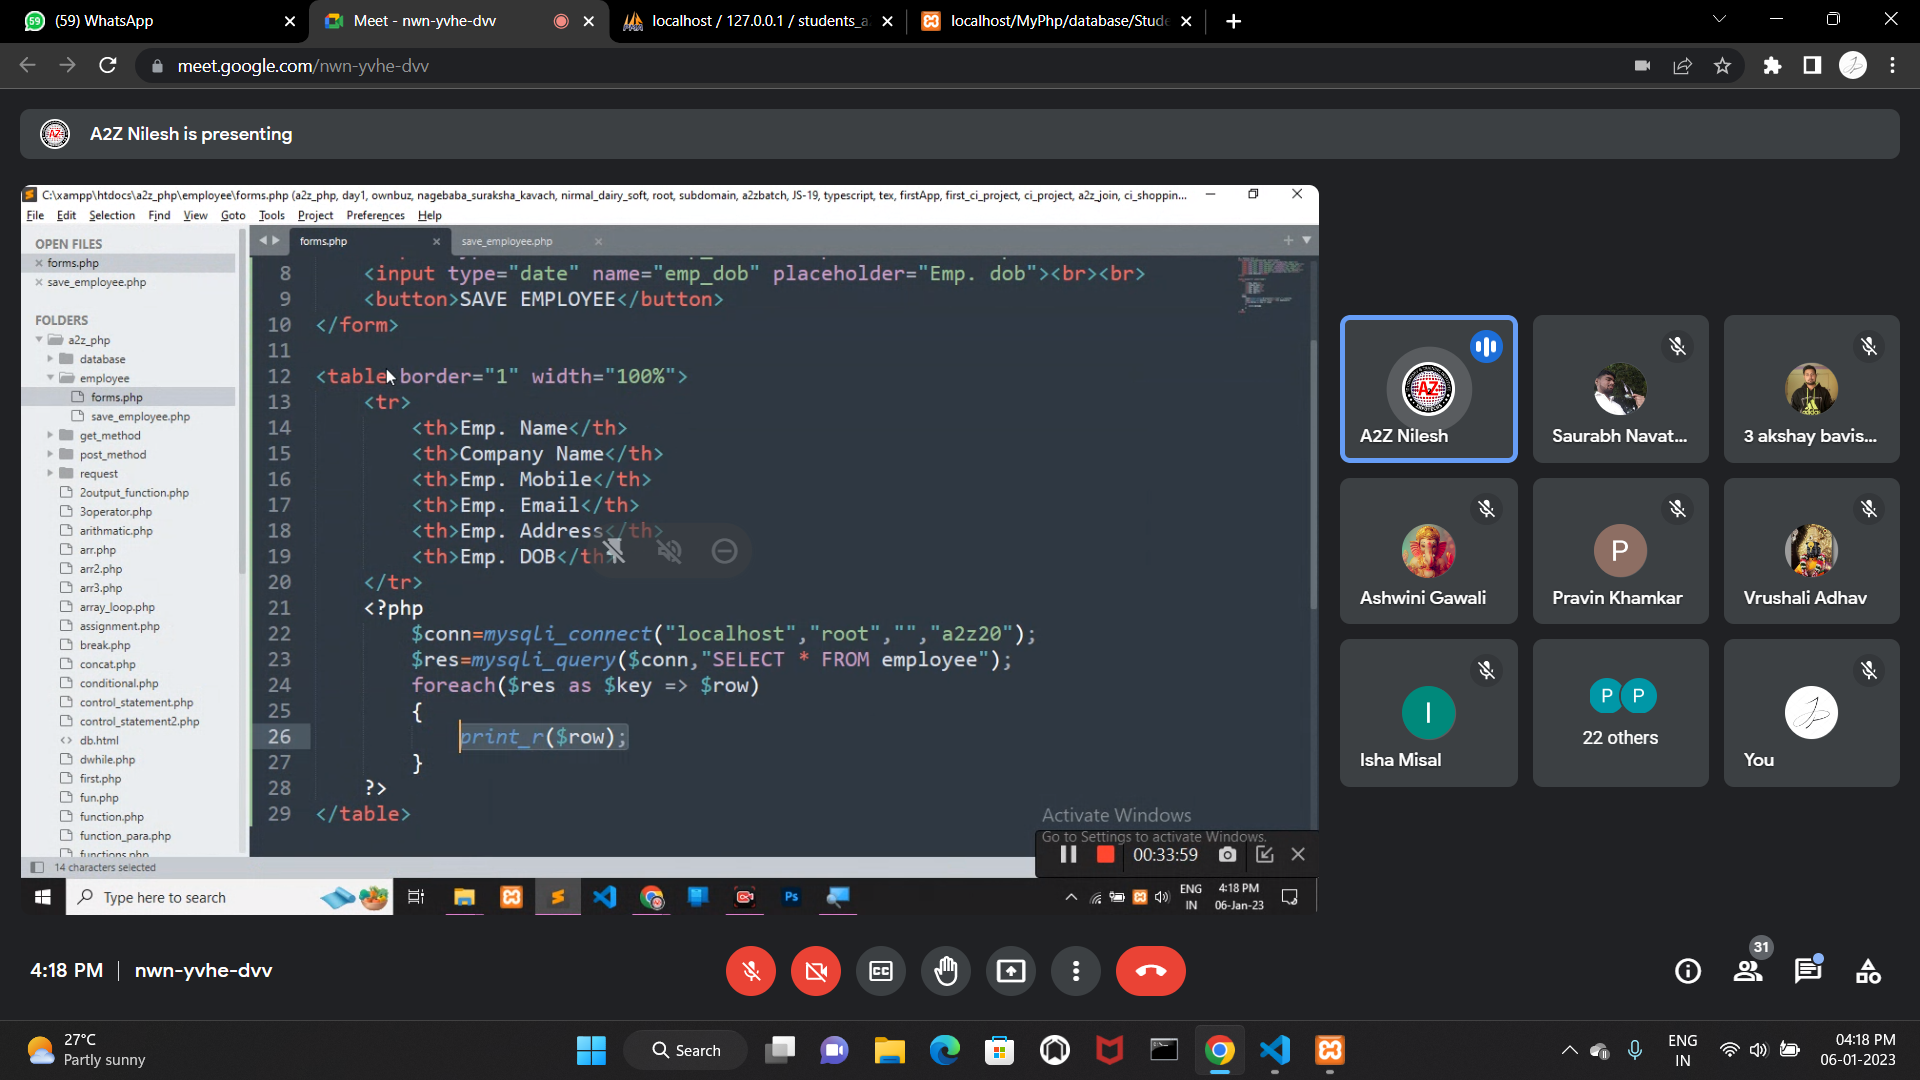 (59) WhatsApp
Meet - nwn-yvhe-dvv
localhost / 127.0.0.1 / students_a
localhost/MyPhp/database/Stude
meet.google.com/nwn-yvhe-dvv
A2Z Nilesh is presenting
C:\xampp\htdocs\a2z_php\employee\forms.php (a2z_php, day1, ownbuz, nagebaba_suraksha_kavach, nirmal_dairy_soft, root, subdomain, a2zbatch, JS-19, typescript, tex, firstApp, first_ci_project, ci_project, a2z_join, ci_shoppin...
File Edit Selection Find View Goto Tools Project Preferences Help
OPEN FILES
forms.php
save_employee.php
FOLDERS
a2z_php
database
employee
forms.php
save_employee.php
get_method
post_method
request
2output_function.php
3operator.php
arithmatic.php
arr.php
arr2.php
arr3.php
array_loop.php
assignment.php
break.php
concat.php
conditional.php
control_statement.php
control_statement2.php
db.html
dwhile.php
first.php
fun.php
function.php
function_para.php
functions.php
forms.php
save_employee.php
8 <input type="date" name="emp_dob" placeholder="Emp. dob"><br><br>
9 <button>SAVE EMPLOYEE</button>
10 </form>
11
12 <table border="1" width="100%">
13 <tr>
14 <th>Emp. Name</th>
15 <th>Company Name</th>
16 <th>Emp. Mobile</th>
17 <th>Emp. Email</th>
18 <th>Emp. Address</th>
19 <th>Emp. DOB</th>
20 </tr>
21 <?php
22 $conn=mysqli_connect("localhost","root","","a2z20");
23 $res=mysqli_query($conn,"SELECT * FROM employee");
24 foreach($res as $key => $row)
25 {
26 print_r($row);
27 }
28 ?>
29 </table>
Activate Windows
Go to Settings to activate Windows.
00:33:59
14 characters selected
Type here to search
Ps
ENG
IN
4:18 PM
06-Jan-23
A2Z Nilesh
Saurabh Navat...
3 akshay bavis...
Ashwini Gawali
P
Pravin Khamkar
Vrushali Adhav
I
Isha Misal
P P
22 others
You
4:18 PM | nwn-yvhe-dvv
CC
31
27°C
Partly sunny
Search
ENG
IN
04:18 PM
06-01-2023